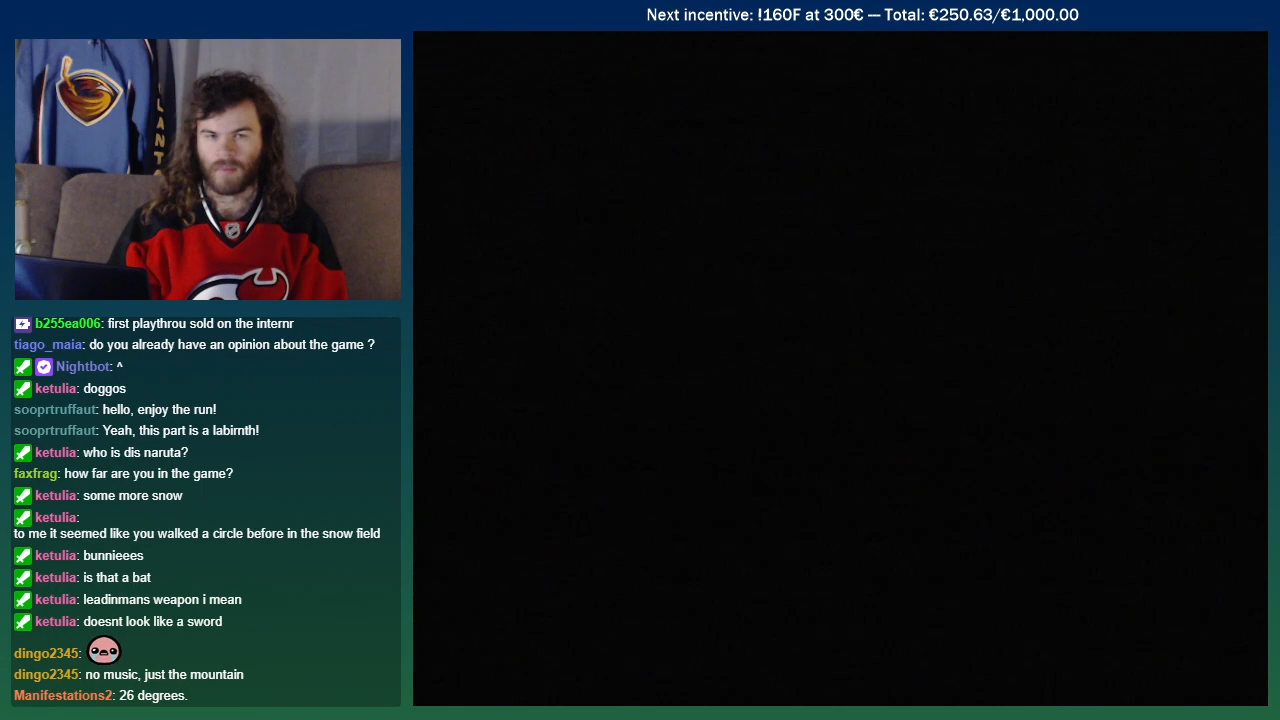 Next incentive: !160F at 300€ — Total: €250.63/€1,000.00
LANT
b255ea006: first playthrou sold on the internr
tiago_maia: do you already have an opinion about the game ?
Nightbot: ^
ketulia: doggos
sooprtruffaut: hello, enjoy the run!
sooprtruffaut: Yeah, this part is a labirnth!
ketulia: who is dis naruta?
faxfrag: how far are you in the game?
ketulia: some more snow
ketulia:
to me it seemed like you walked a circle before in the snow field
ketulia: bunnieees
ketulia: is that a bat
ketulia: leadinmans weapon i mean
ketulia: doesnt look like a sword
dingo2345:
dingo2345: no music, just the mountain
Manifestations2: 26 degrees.